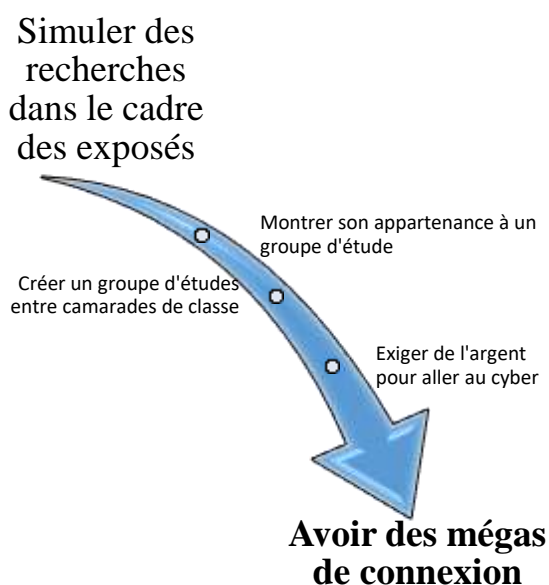 Simuler des
recherches
dans le cadre
des exposés
Montrer son appartenance à un
groupe d'étude
Créer un groupe d'études
entre camarades de classe
Exiger de l'argent
pour aller au cyber
Avoir des mégas
de connexion